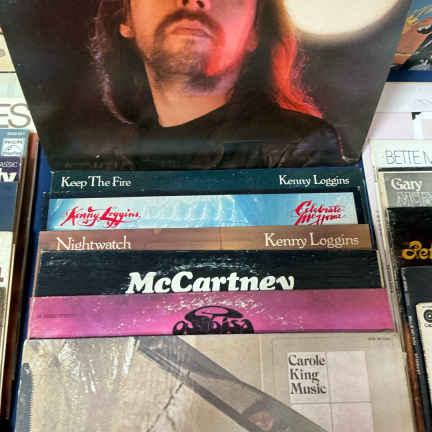 Keep The Fire Kenny Loggins
Kenny Loggins Celebrate Me Home
Nightwatch Kenny Loggins
McCartney
Carole
King
Music
BETTE M
Gary
ES